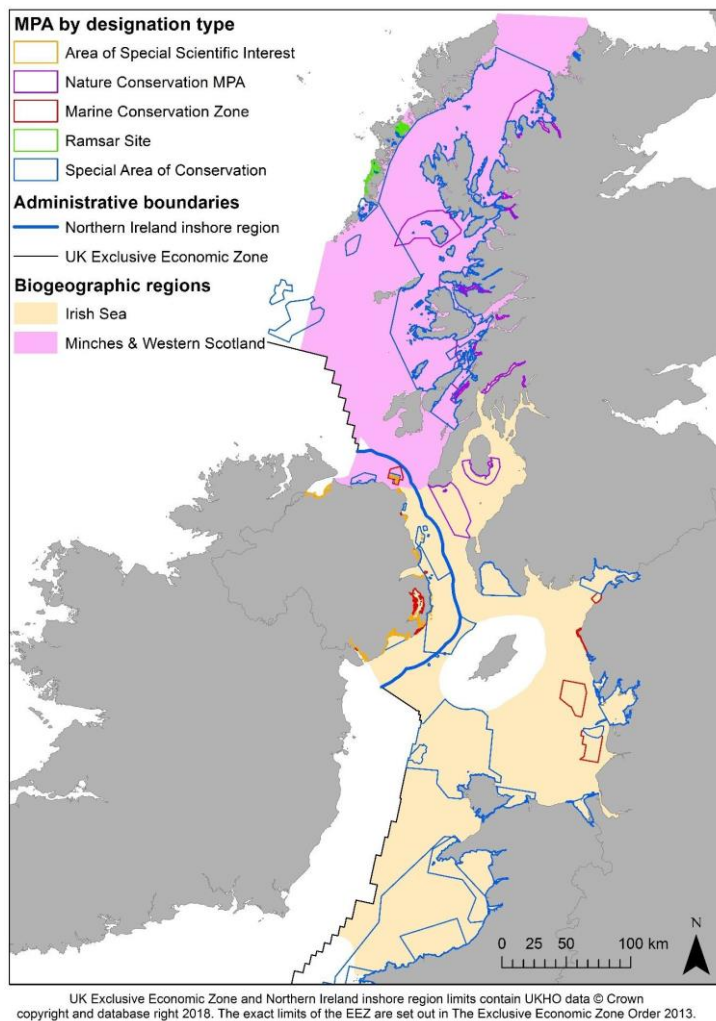 MPA by designation type
Area of Special Scientific Interest
Nature Conservation MPA
Marine Conservation Zone
Ramsar Site
Special Area of Conservation
Administrative boundaries
Northern Ireland inshore region
UK Exclusive Economic Zone
Biogeographic regions
Irish Sea
Minches & Western Scotland
N
0 25 50 100 km
UK Exclusive Economic Zone and Northern Ireland inshore region limits contain UKHO data © Crown
copyright and database right 2018. The exact limits of the EEZ are set out in The Exclusive Economic Zone Order 2013.